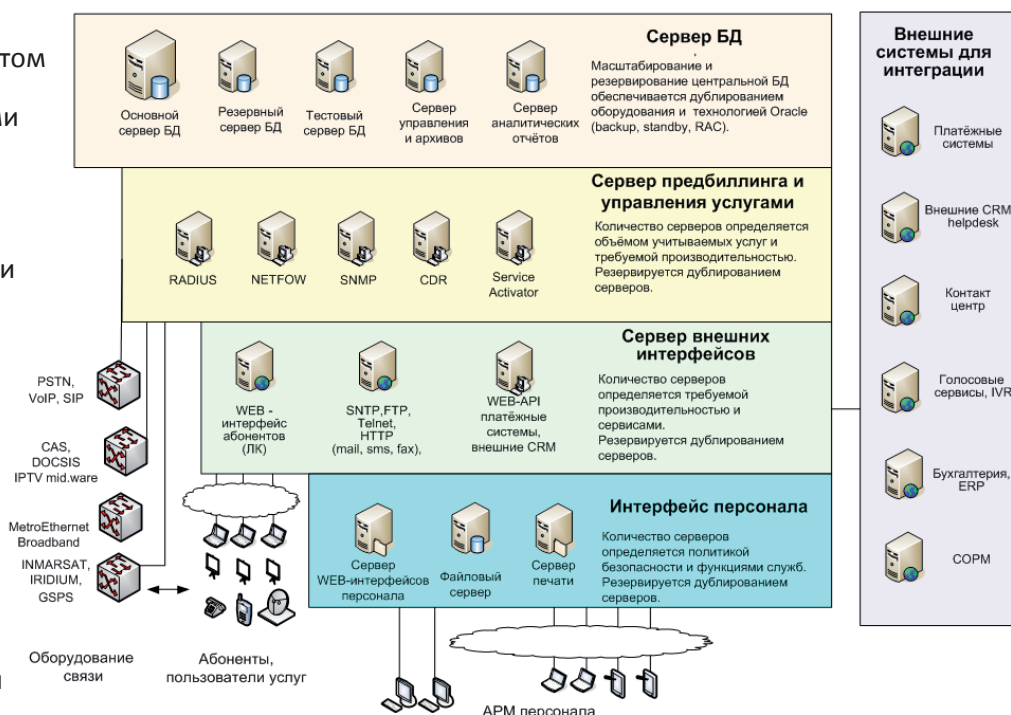 том
ми
и
и
Сервер БД
Масштабирование и
резервирование центральной БД
обеспечивается дублированием
оборудования и технологией Oracle
(backup, standby, RAC).
Основной
сервер БД
Резервный
сервер БД
Тестовый
сервер БД
Сервер
управления
и архивов
Сервер
аналитических
отчётов
Сервер предбиллинга и
управления услугами
Количество серверов определяется
объёмом учитываемых услуг и
требуемой производительностью.
Резервируется дублированием
серверов.
RADIUS
NETFOW
SNMP
CDR
Service
Activator
Сервер внешних
интерфейсов
Количество серверов
определяется требуемой
производительностью и
сервисами.
Резервируется дублированием
серверов.
WEB -
интерфейс
абонентов
(ЛК)
SNTP,FTP,
Telnet,
HTTP
(mail, sms, fax),
WEB-API
платёжные
системы,
внешние CRM
Интерфейс персонала
Количество серверов
определяется политикой
безопасности и функциями служб.
Резервируется дублированием
серверов.
Сервер
WEB-интерфейсов
персонала
Файловый
сервер
Сервер
печати
PSTN,
VoIP, SIP
CAS,
DOCSIS
IPTV mid.ware
MetroEthernet
Broadband
INMARSAT,
IRIDIUM,
GSPS
Оборудование
связи
Абоненты,
пользователи услуг
АРМ персонала
Внешние
системы для
интеграции
Платёжные
системы
Внешние CRM
helpdesk
Контакт
центр
Голосовые
сервисы, IVR
Бухгалтерия,
ERP
СОРМ